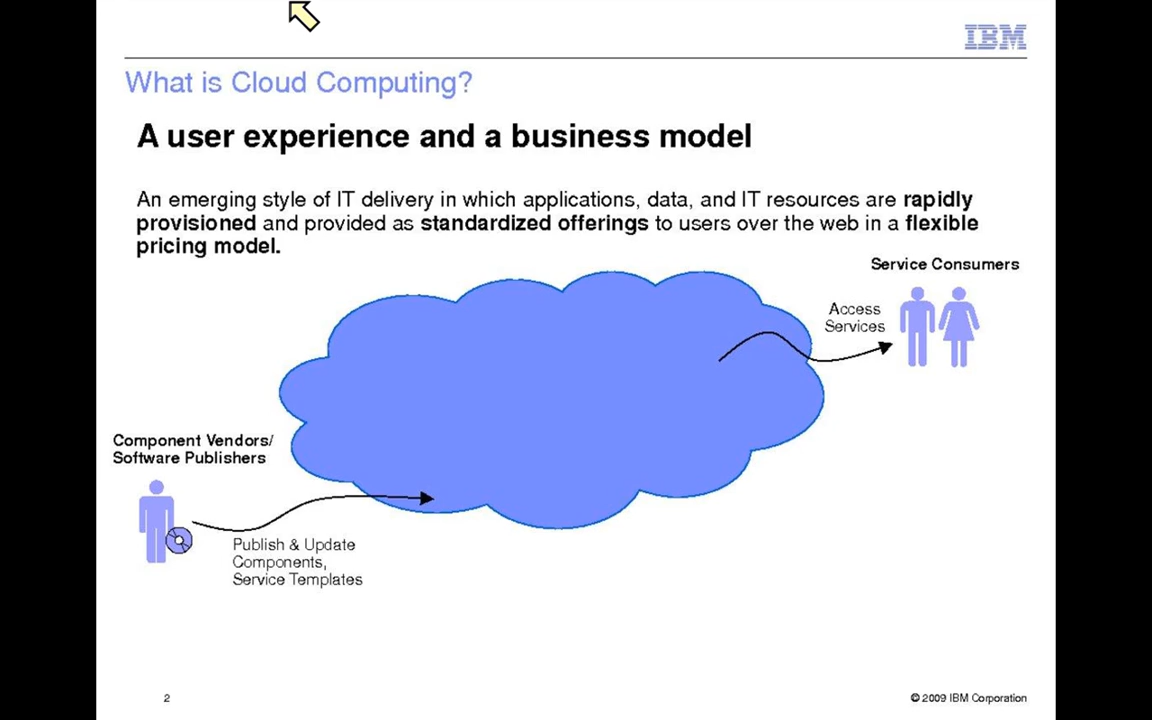 IBM
What is Cloud Computing?
A user experience and a business model
An emerging style of IT delivery in which applications, data, and IT resources are rapidly
provisioned and provided as standardized offerings to users over the web in a flexible
pricing model.
Service Consumers
Access
Services
Component Vendors/
Software Publishers
Publish & Update
Components,
Service Templates
2
© 2009 IBM Corporation